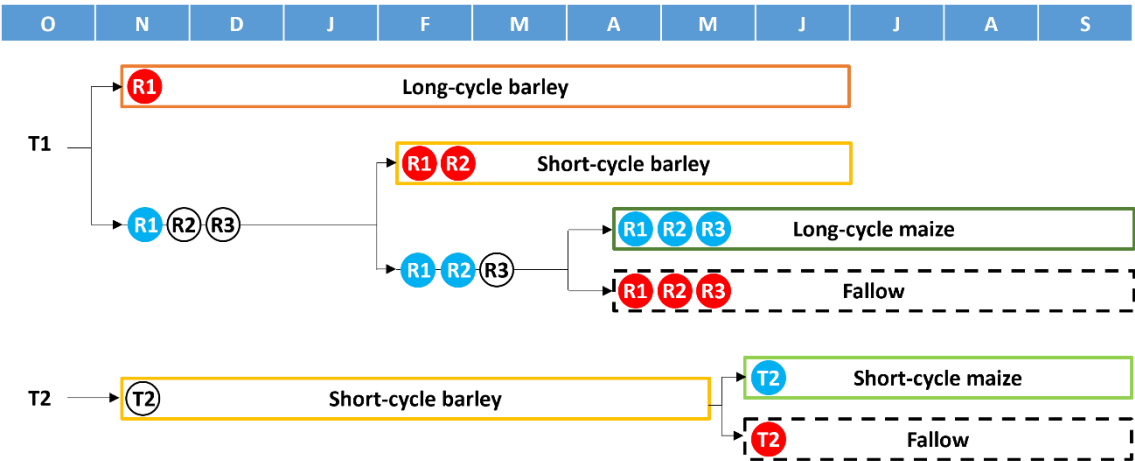 O N D J F M A M J J A S
R1 Long-cycle barley
T1
R1 R2 Short-cycle barley
R1 R2 R3
R1 R2 R3 Long-cycle maize
R1 R2 R3
R1 R2 R3 Fallow
T2 T2 Short-cycle barley
T2 Short-cycle maize
T2 Fallow